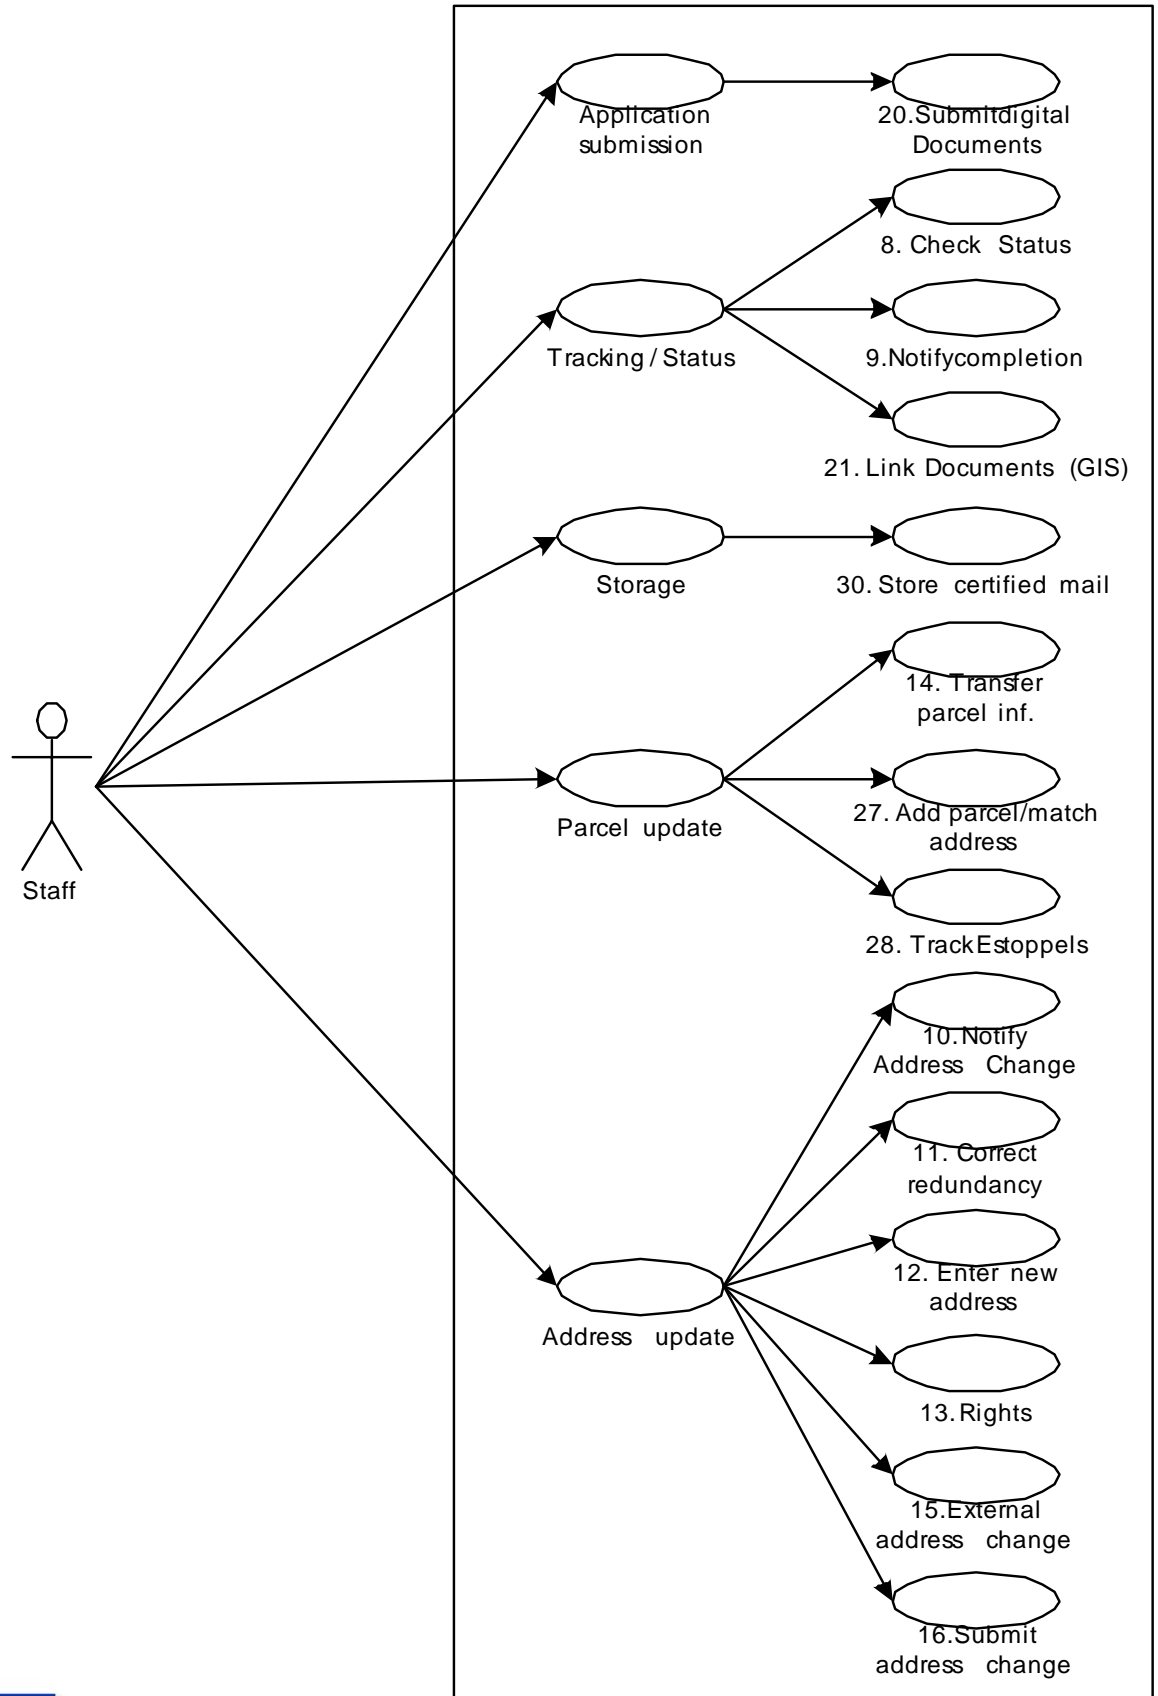 Application
submission
20.Submitdigital
Documents
8. Check Status
Tracking / Status
9.Notifycompletion
21. Link Documents (GIS)
Storage
30. Store certified mail
14. Transfer
parcel inf.
Parcel update
27. Add parcel/match
address
Staff
28. TrackEstoppels
10.Notify
Address Change
11. Correct
redundancy
12. Enter new
address
Address update
13.Rights
15.External
address change
16.Submit
address change